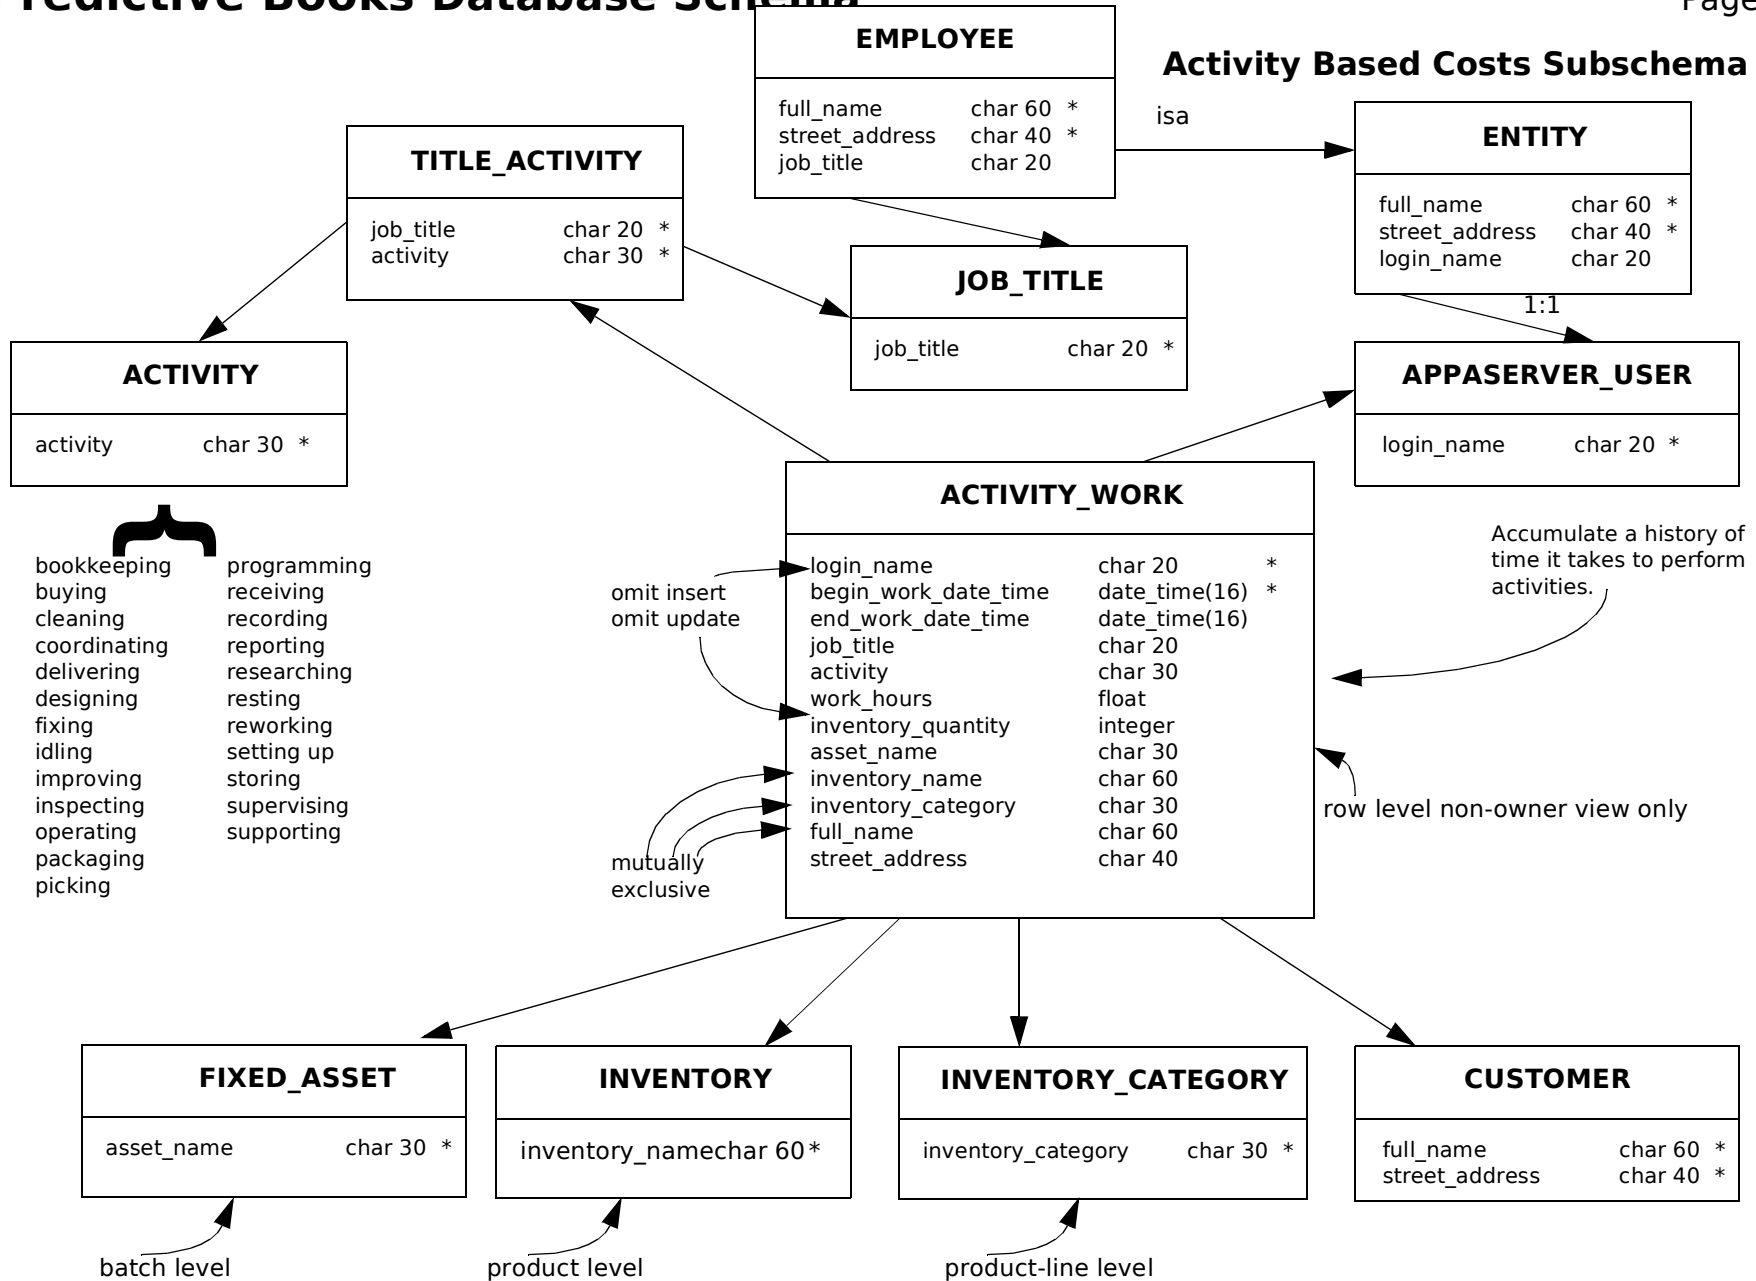 redictive Books Database Schema
Page
Activity Based Costs Subschema
EMPLOYEE
full_name char 60 *
street_address char 40 *
job_title char 20
isa
ENTITY
full_name char 60 *
street_address char 40 *
login_name char 20
1:1
TITLE_ACTIVITY
job_title char 20 *
activity char 30 *
JOB_TITLE
job_title char 20 *
ACTIVITY
activity char 30 *
APPASERVER_USER
login_name char 20 *
{
bookkeeping
buying
cleaning
coordinating
delivering
designing
fixing
idling
improving
inspecting
operating
packaging
picking
programming
receiving
recording
reporting
researching
resting
reworking
setting up
storing
supervising
supporting
omit insert
omit update
mutually
exclusive
ACTIVITY_WORK
login_name char 20 *
begin_work_date_time date_time(16) *
end_work_date_time date_time(16)
job_title char 20
activity char 30
work_hours float
inventory_quantity integer
asset_name char 30
inventory_name char 60
inventory_category char 30
full_name char 60
street_address char 40
Accumulate a history of
time it takes to perform
activities.
row level non-owner view only
FIXED_ASSET
asset_name char 30 *
batch level
INVENTORY
inventory_namechar 60*
product level
INVENTORY_CATEGORY
inventory_category char 30 *
product-line level
CUSTOMER
full_name char 60 *
street_address char 40 *